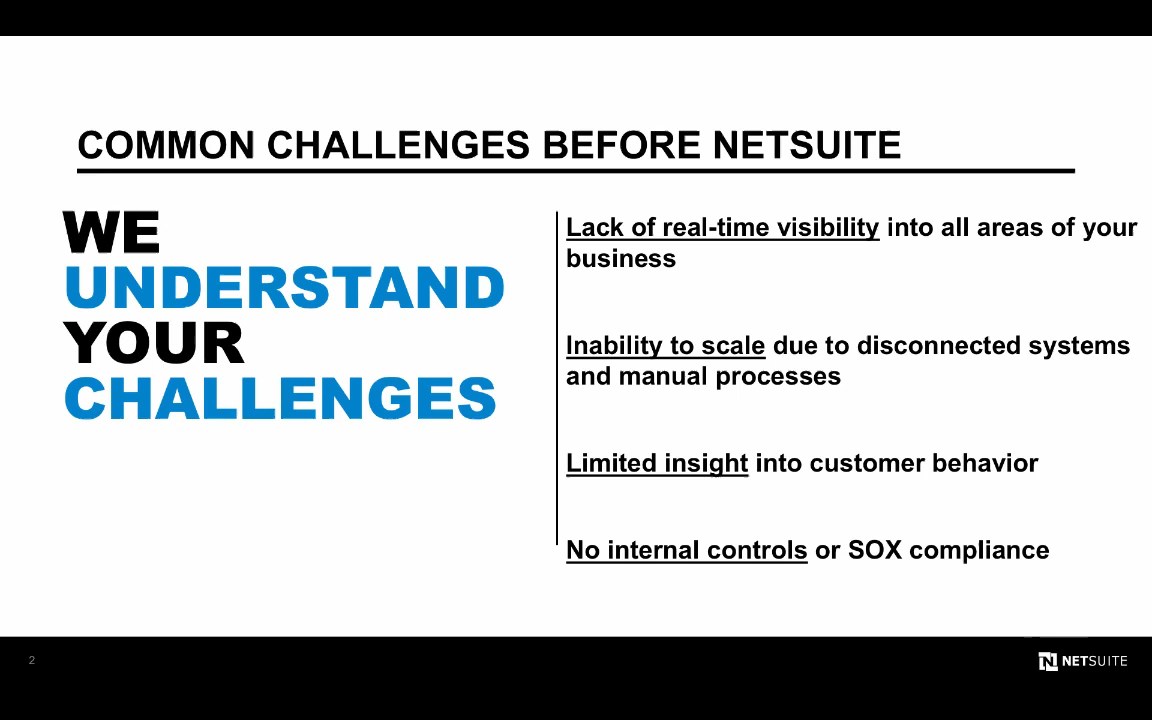 COMMON CHALLENGES BEFORE NETSUITE
WE
UNDERSTAND
YOUR
CHALLENGES
Lack of real-time visibility into all areas of your
business
Inability to scale due to disconnected systems
and manual processes
Limited insight into customer behavior
No internal controls or SOX compliance
2
NETSUITE